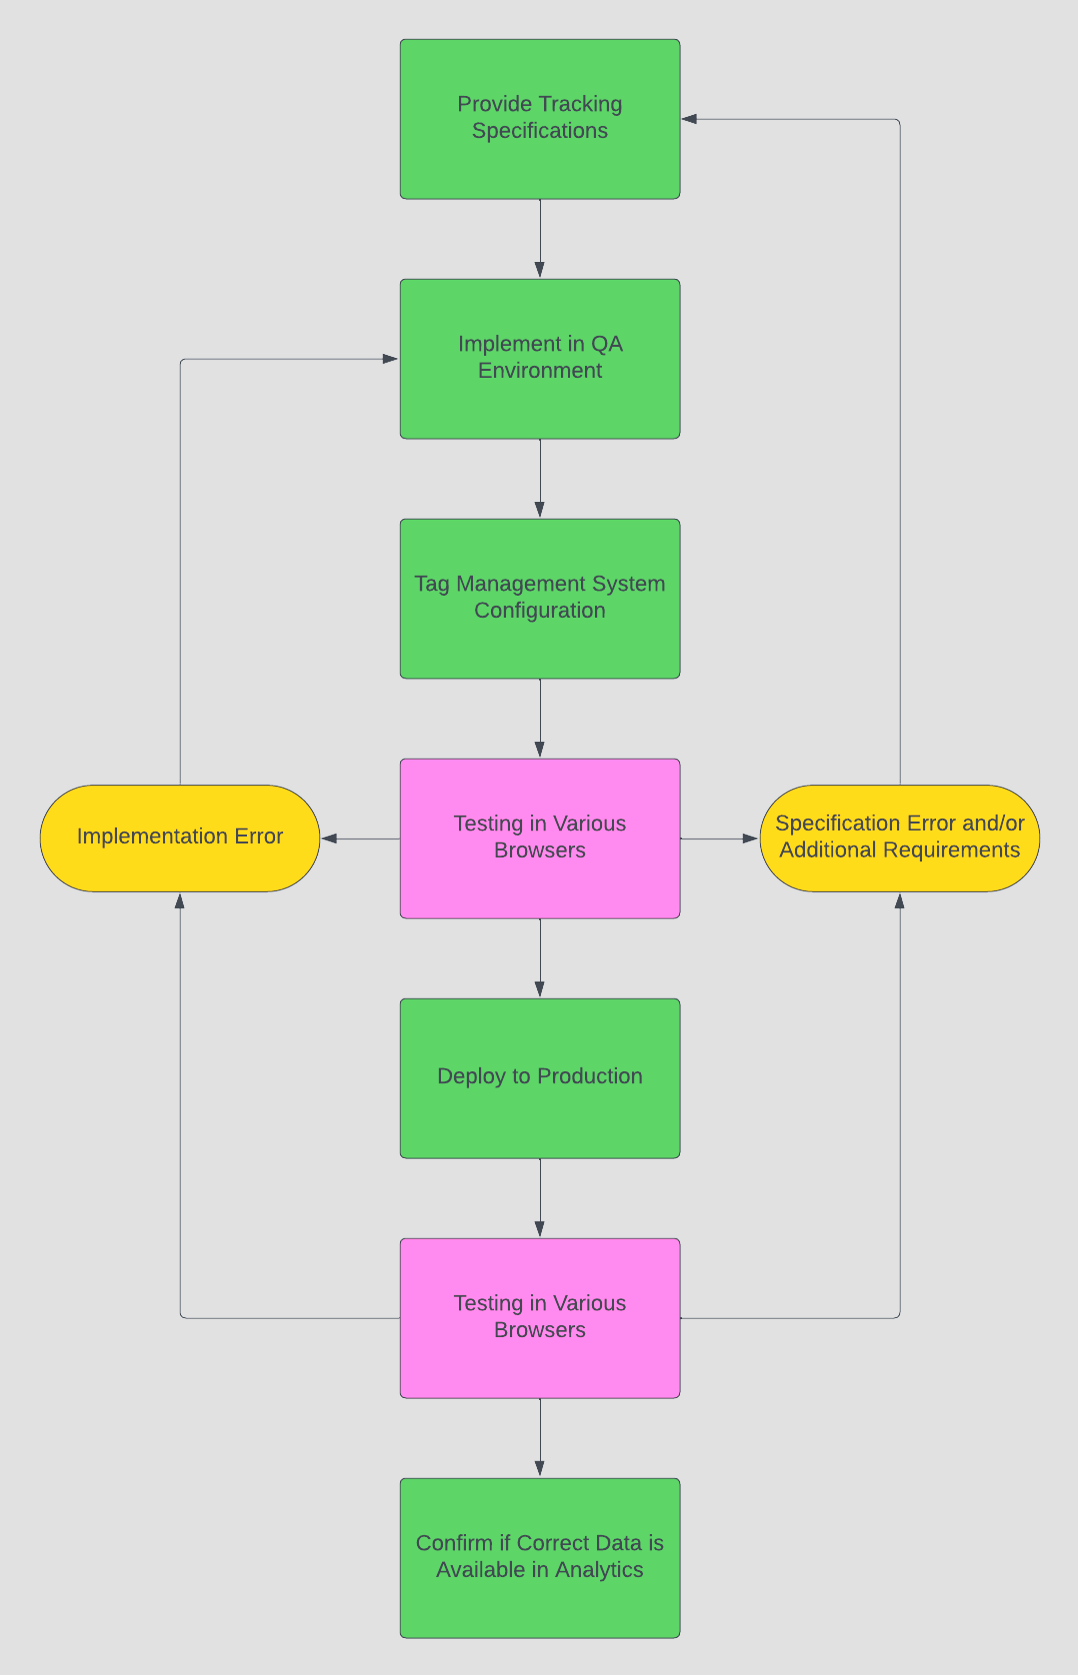 Provide Tracking
Specifications
Implement in QA
Environment
Tag Management System
Configuration
Implementation Error
Testing in Various
Browsers
Specification Error and/or
Additional Requirements
Deploy to Production
Testing in Various
Browsers
Confirm if Correct Data is
Available in Analytics